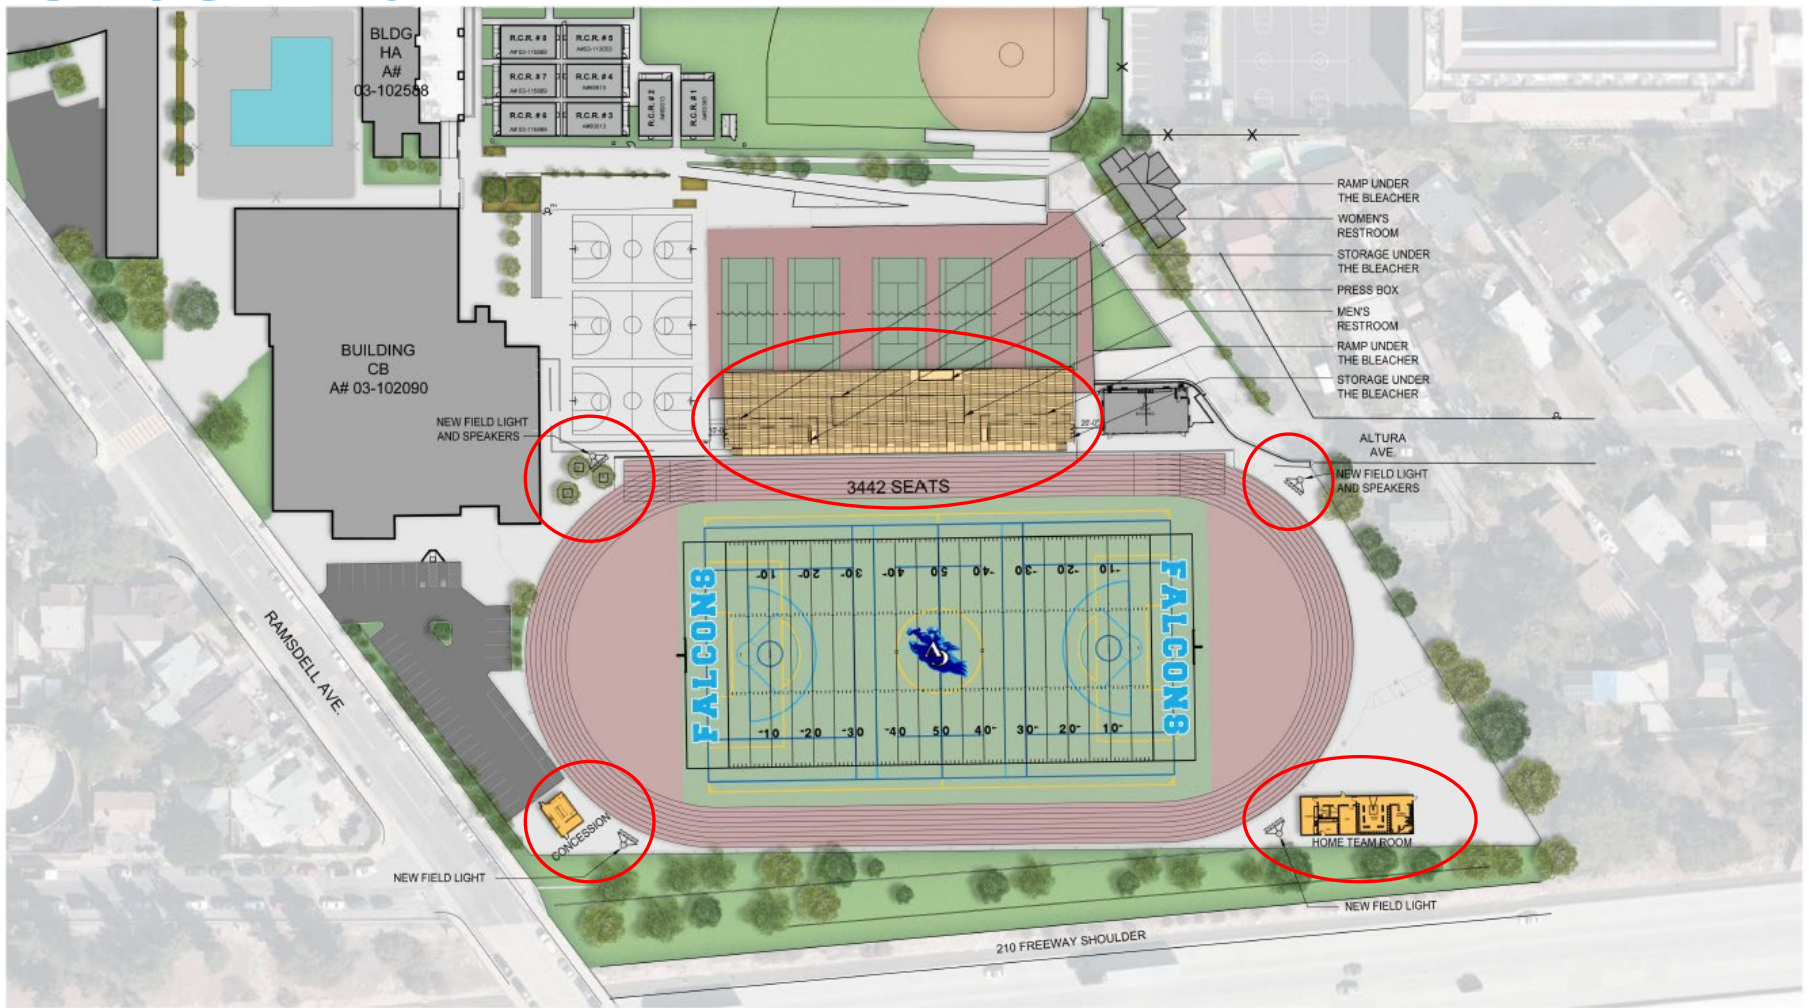 BLDG
HA
A#
03-102588
R.C.R. # 8
R.C.R. # 5
R.C.R. # 7
R.C.R. # 4
R.C.R. # 6
R.C.R. # 3
R.C.R. # 2
R.C.R. # 1
RAMP UNDER
THE BLEACHER
WOMEN'S
RESTROOM
STORAGE UNDER
THE BLEACHER
PRESS BOX
MEN'S
RESTROOM
RAMP UNDER
THE BLEACHER
STORAGE UNDER
THE BLEACHER
BUILDING
CB
A# 03-102090
NEW FIELD LIGHT
AND SPEAKERS
20'-0"
ALTURA
AVE.
NEW FIELD LIGHT
AND SPEAKERS
3442 SEATS
10 20 30 40 50 40 30 20 10
FALCONS
FALCONS
10 20 30 40 50 40 30 20 10
RAMSDELL AVE.
CONCESSION
HOME TEAM ROOM
NEW FIELD LIGHT
NEW FIELD LIGHT
210 FREEWAY SHOULDER